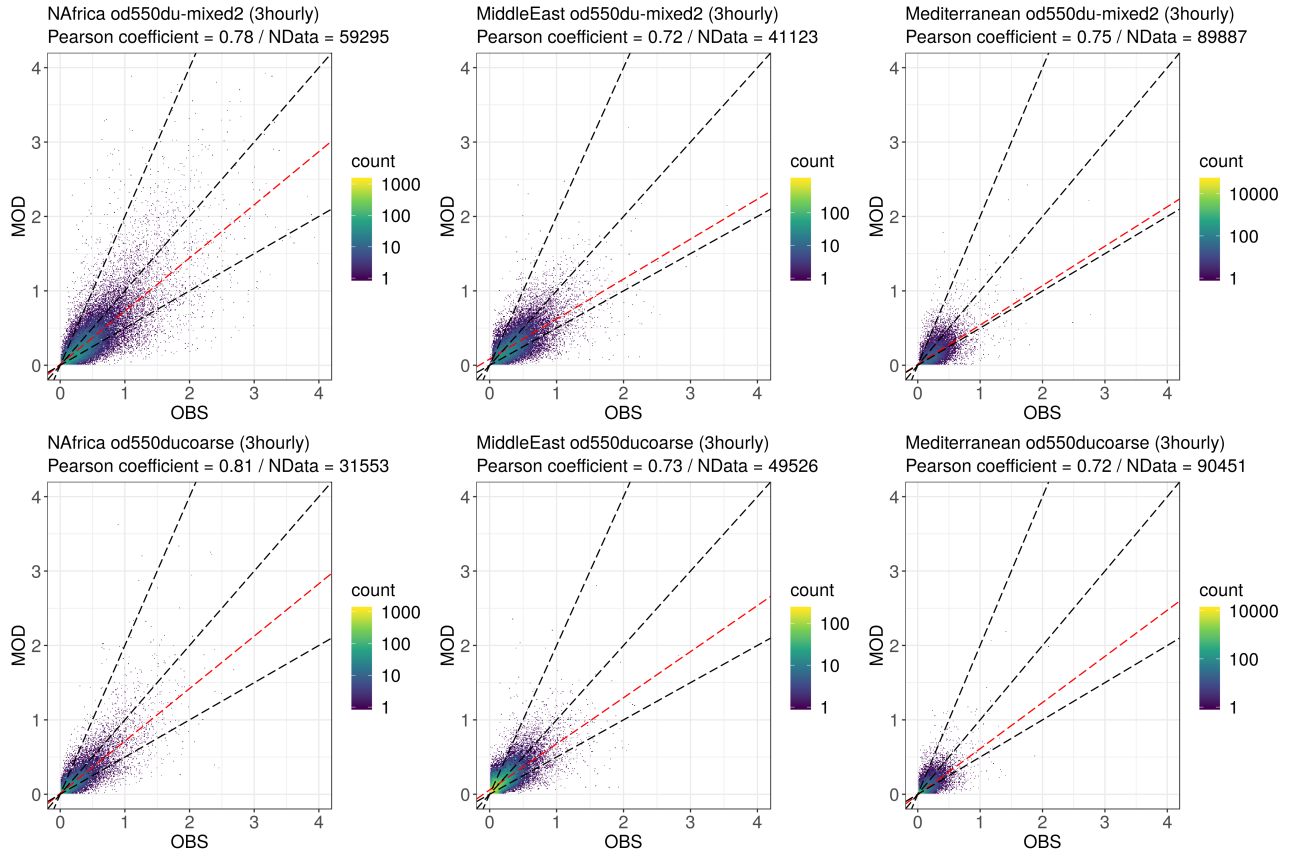 NAfrica od550du-mixed2 (3hourly)
Pearson coefficient = 0.78 / NData = 59295
4
3
2
1
0
MOD
0 1 2 3 4
OBS
count
1000
100
10
1
MiddleEast od550du-mixed2 (3hourly)
Pearson coefficient = 0.72 / NData = 41123
4
3
2
1
0
MOD
0 1 2 3 4
OBS
count
100
10
1
Mediterranean od550du-mixed2 (3hourly)
Pearson coefficient = 0.75 / NData = 89887
4
3
2
1
0
MOD
0 1 2 3 4
OBS
count
10000
100
1
NAfrica od550ducoarse (3hourly)
Pearson coefficient = 0.81 / NData = 31553
4
3
2
1
0
MOD
0 1 2 3 4
OBS
count
1000
100
10
1
MiddleEast od550ducoarse (3hourly)
Pearson coefficient = 0.73 / NData = 49526
4
3
2
1
0
MOD
0 1 2 3 4
OBS
count
100
10
1
Mediterranean od550ducoarse (3hourly)
Pearson coefficient = 0.72 / NData = 90451
4
3
2
1
0
MOD
0 1 2 3 4
OBS
count
10000
100
1